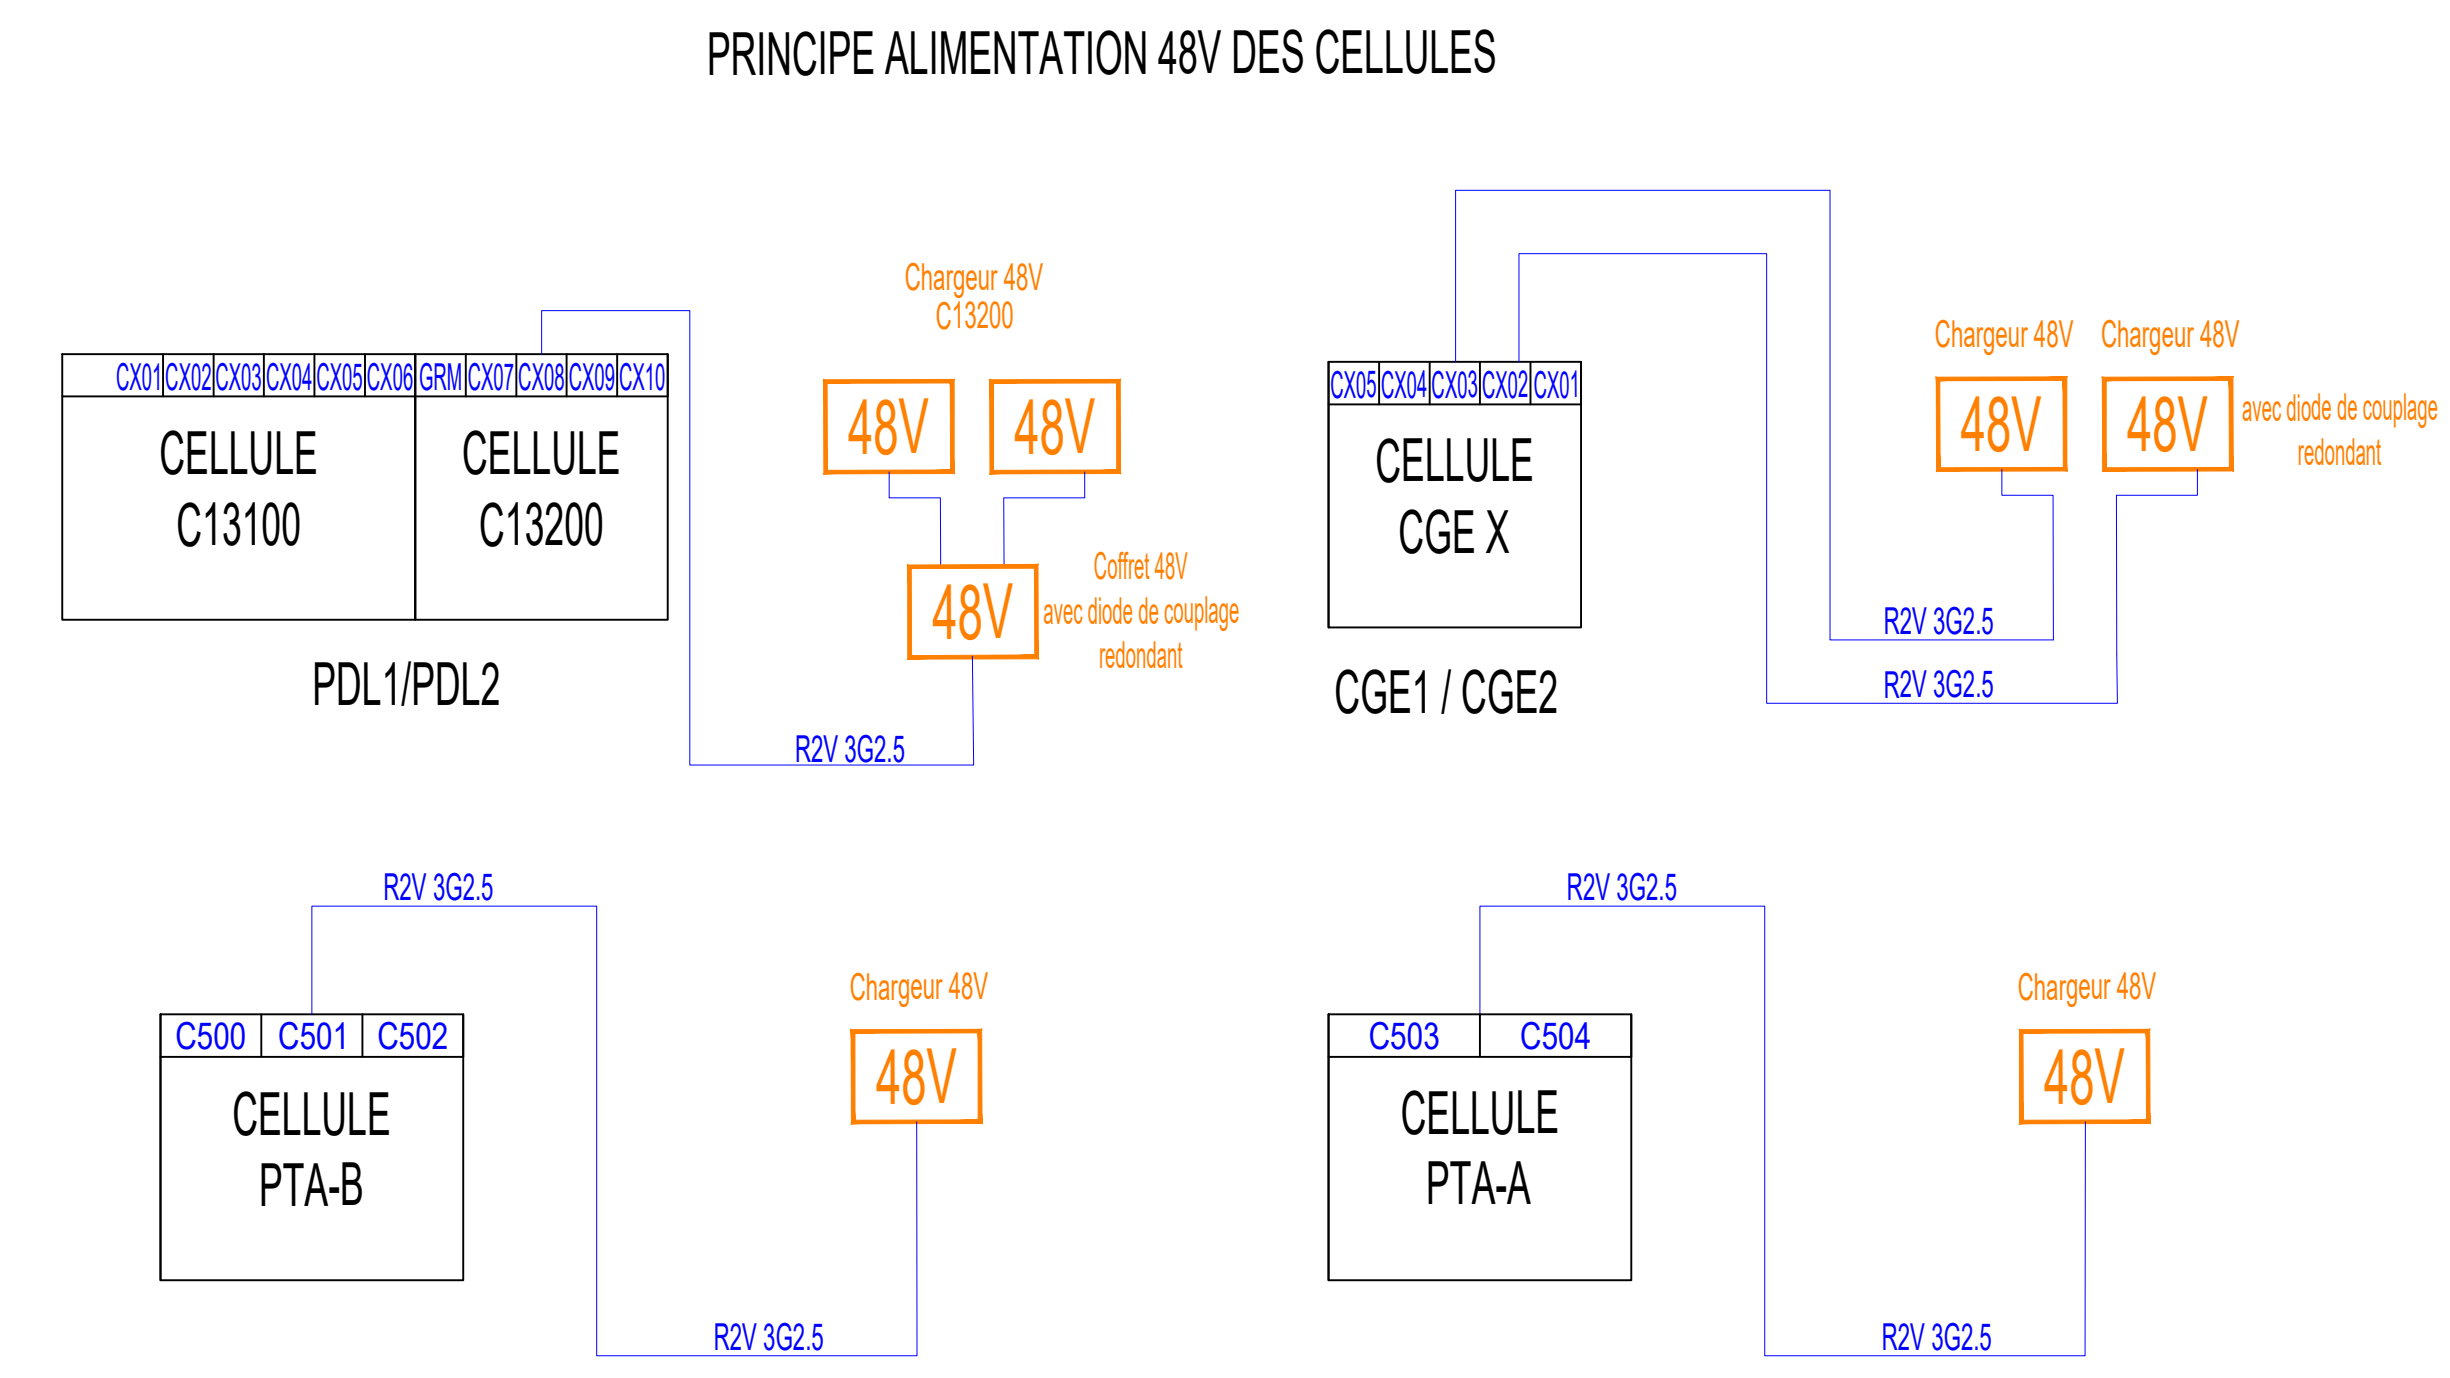 PRINCIPE ALIMENTATION 48V DES CELLULES
Chargeur 48V
C13200
CX01 CX02 CX03 CX04 CX05 CX06 GRM CX07 CX08 CX09 CX10
CELLULE
C13100
CELLULE
C13200
PDL1/PDL2
48V
48V
48V
Coffret 48V
avec diode de couplage
redondant
R2V 3G2.5
CX05 CX04 CX03 CX02 CX01
CELLULE
CGE X
CGE1 / CGE2
Chargeur 48V
Chargeur 48V
48V
48V
avec diode de couplage
redondant
R2V 3G2.5
R2V 3G2.5
R2V 3G2.5
C500 C501 C502
CELLULE
PTA-B
Chargeur 48V
48V
R2V 3G2.5
R2V 3G2.5
C503 C504
CELLULE
PTA-A
Chargeur 48V
48V
R2V 3G2.5